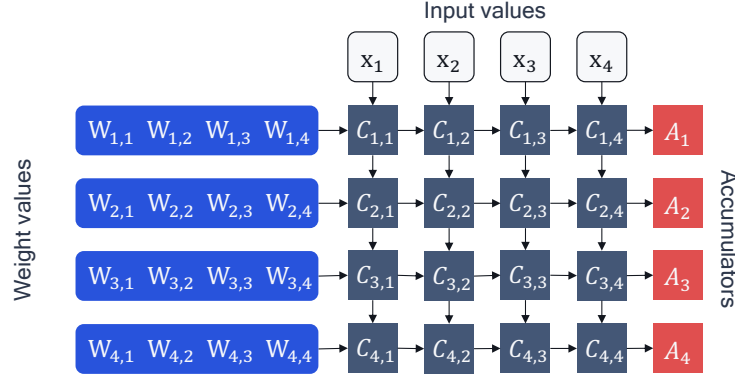 Input values
x1 x2 x3 x4
W1,1 W1,2 W1,3 W1,4 C1,1 C1,2 C1,3 C1,4 A1
W2,1 W2,2 W2,3 W2,4 C2,1 C2,2 C2,3 C2,4 A2
W3,1 W3,2 W3,3 W3,4 C3,1 C3,2 C3,3 C3,4 A3
W4,1 W4,2 W4,3 W4,4 C4,1 C4,2 C4,3 C4,4 A4
Weight values
Accumulators